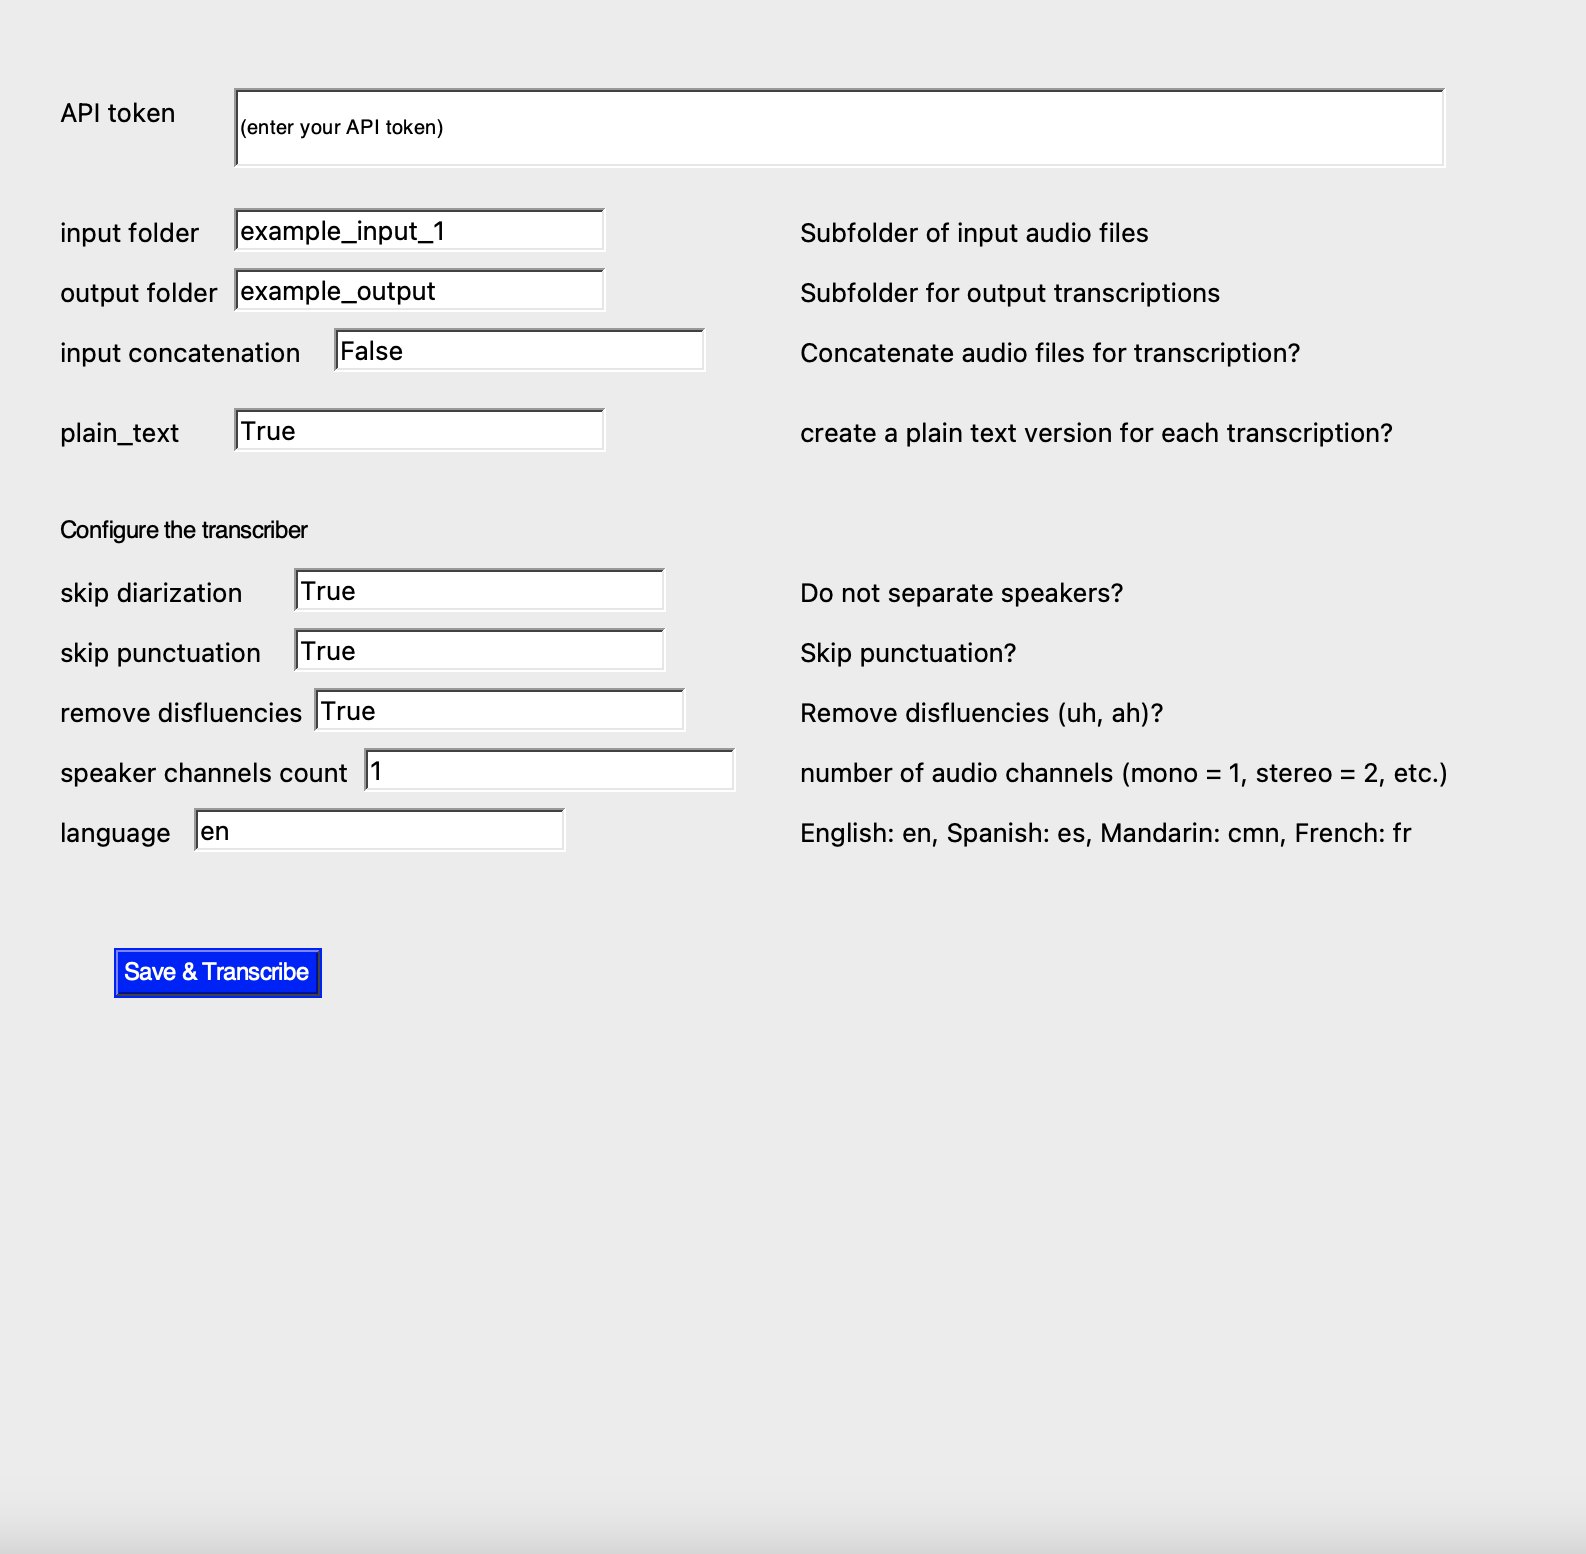 API token (enter your API token)
input folder example_input_1 Subfolder of input audio files
output folder example_output Subfolder for output transcriptions
input concatenation False Concatenate audio files for transcription?
plain_text True create a plain text version for each transcription?
Configure the transcriber
skip diarization True Do not separate speakers?
skip punctuation True Skip punctuation?
remove disfluencies True Remove disfluencies (uh, ah)?
speaker channels count 1 number of audio channels (mono = 1, stereo = 2, etc.)
language en English: en, Spanish: es, Mandarin: cmn, French: fr
Save & Transcribe